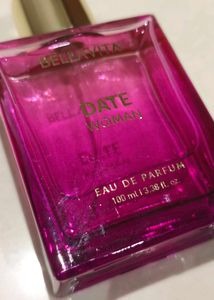 BELLAVITA
DATE
WOMAN
EAU DE PARFUM
100 ml | 3.38 fl. oz.